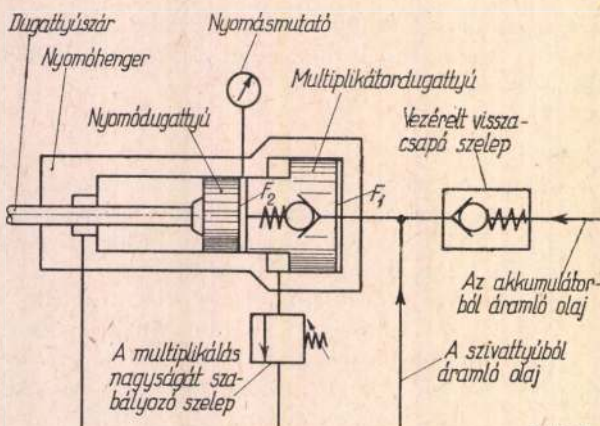 Dugattyúszár
Nyomóhenger
Nyomásmutató
Multiplikátordugattyú
Nyomódugattyú
Vezérelt vissza-
csapó szelep
F₂
F₁
Az akkumulátor-
ból áramló olaj
A multiplikálás
nagyságát sza-
bályozó szelep
A szivattyúból
áramló olaj